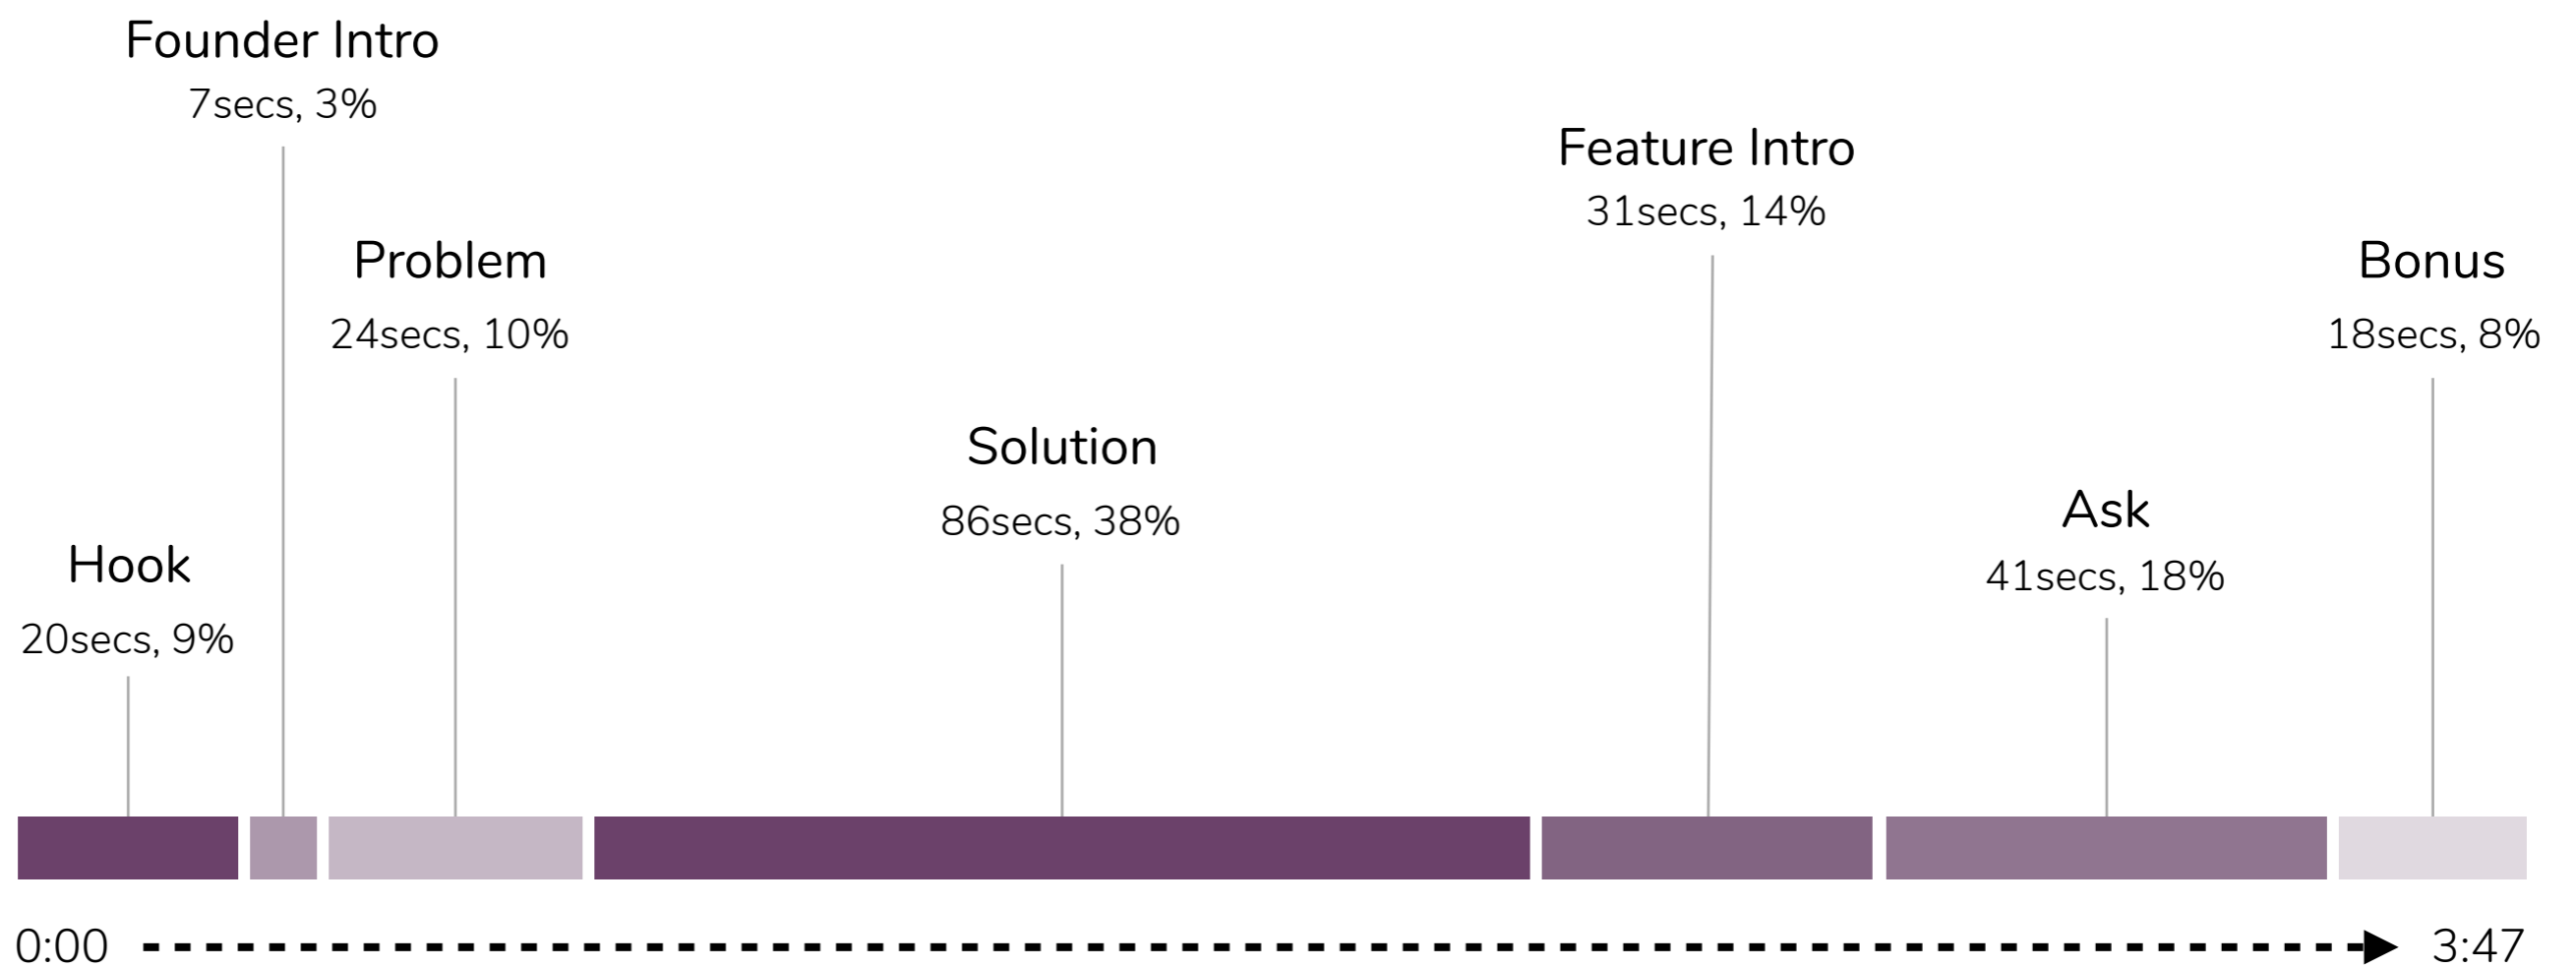 Founder Intro
7secs, 3%
Feature Intro
31secs, 14%
Problem
24secs, 10%
Bonus
18secs, 8%
Solution
86secs, 38%
Ask
41secs, 18%
Hook
20secs, 9%
0:00
3:47